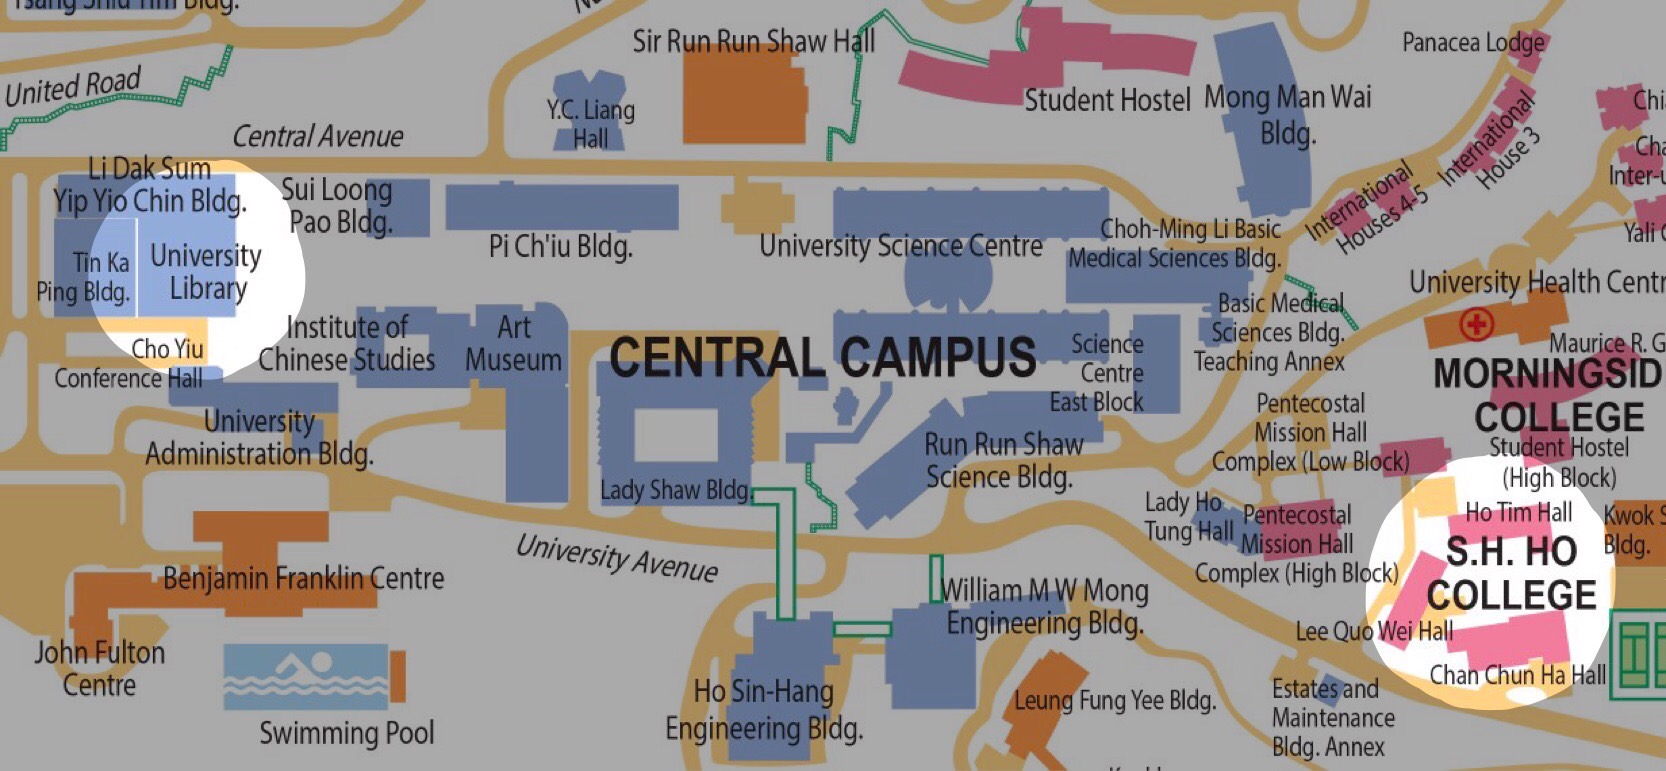 Tsang Shiu Tim Bldg.
United Road
Central Avenue
Sir Run Run Shaw Hall
Y.C. Liang
Hall
Student Hostel
Mong Man Wai
Bldg.
Panacea Lodge
International
House 3
International
Houses 4-5
Chi
Cha
Inter-u
Yali C
Li Dak Sum
Yip Yio Chin Bldg.
Tin Ka
Ping Bldg.
University
Library
Sui Loong
Pao Bldg.
Pi Ch'iu Bldg.
University Science Centre
Choh-Ming Li Basic
Medical Sciences Bldg.
Basic Medical
Sciences Bldg.
Teaching Annex
University Health Centr
Cho Yiu
Conference Hall
Institute of
Chinese Studies
Art
Museum
CENTRAL CAMPUS
Science
Centre
East Block
Maurice R. G
MORNINGSID
COLLEGE
Student Hostel
(High Block)
University
Administration Bldg.
Lady Shaw Bldg.
Run Run Shaw
Science Bldg.
Pentecostal
Mission Hall
Complex (Low Block)
Lady Ho
Tung Hall
Pentecostal
Mission Hall
Complex (High Block)
Ho Tim Hall
S.H. HO
COLLEGE
Lee Quo Wei Hall
Chan Chun Ha Hall
Kwok S
Bldg.
University Avenue
Benjamin Franklin Centre
John Fulton
Centre
Swimming Pool
William M W Mong
Engineering Bldg.
Ho Sin-Hang
Engineering Bldg.
Leung Fung Yee Bldg.
Estates and
Maintenance
Bldg. Annex